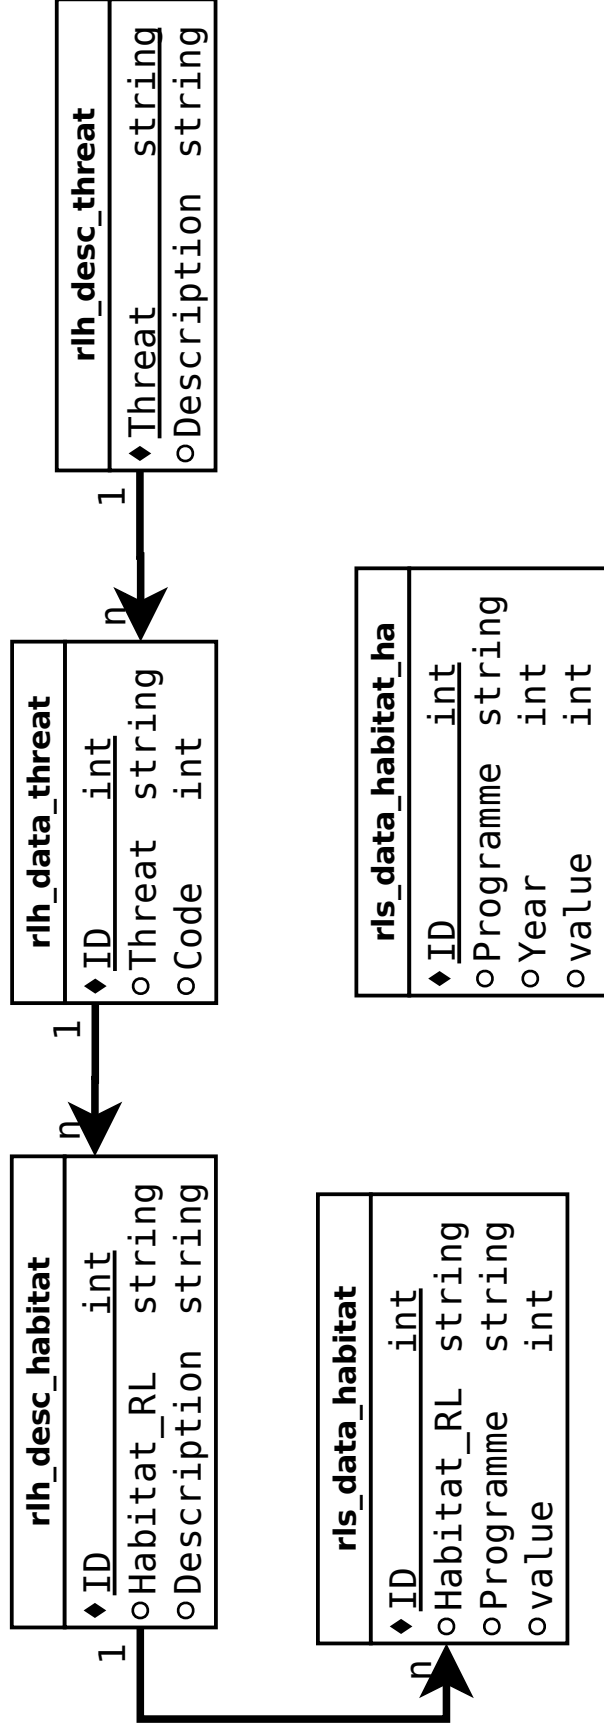 rlh_desc_habitat
ID int
Habitat_RL string
Description string
1
n
1
rlh_data_threat
ID int
Threat string
Code int
n
1
rlh_desc_threat
Threat string
Description string
n
rls_data_habitat
ID int
Habitat_RL string
Programme string
value int
rls_data_habitat_ha
ID int
Programme string
Year int
value int